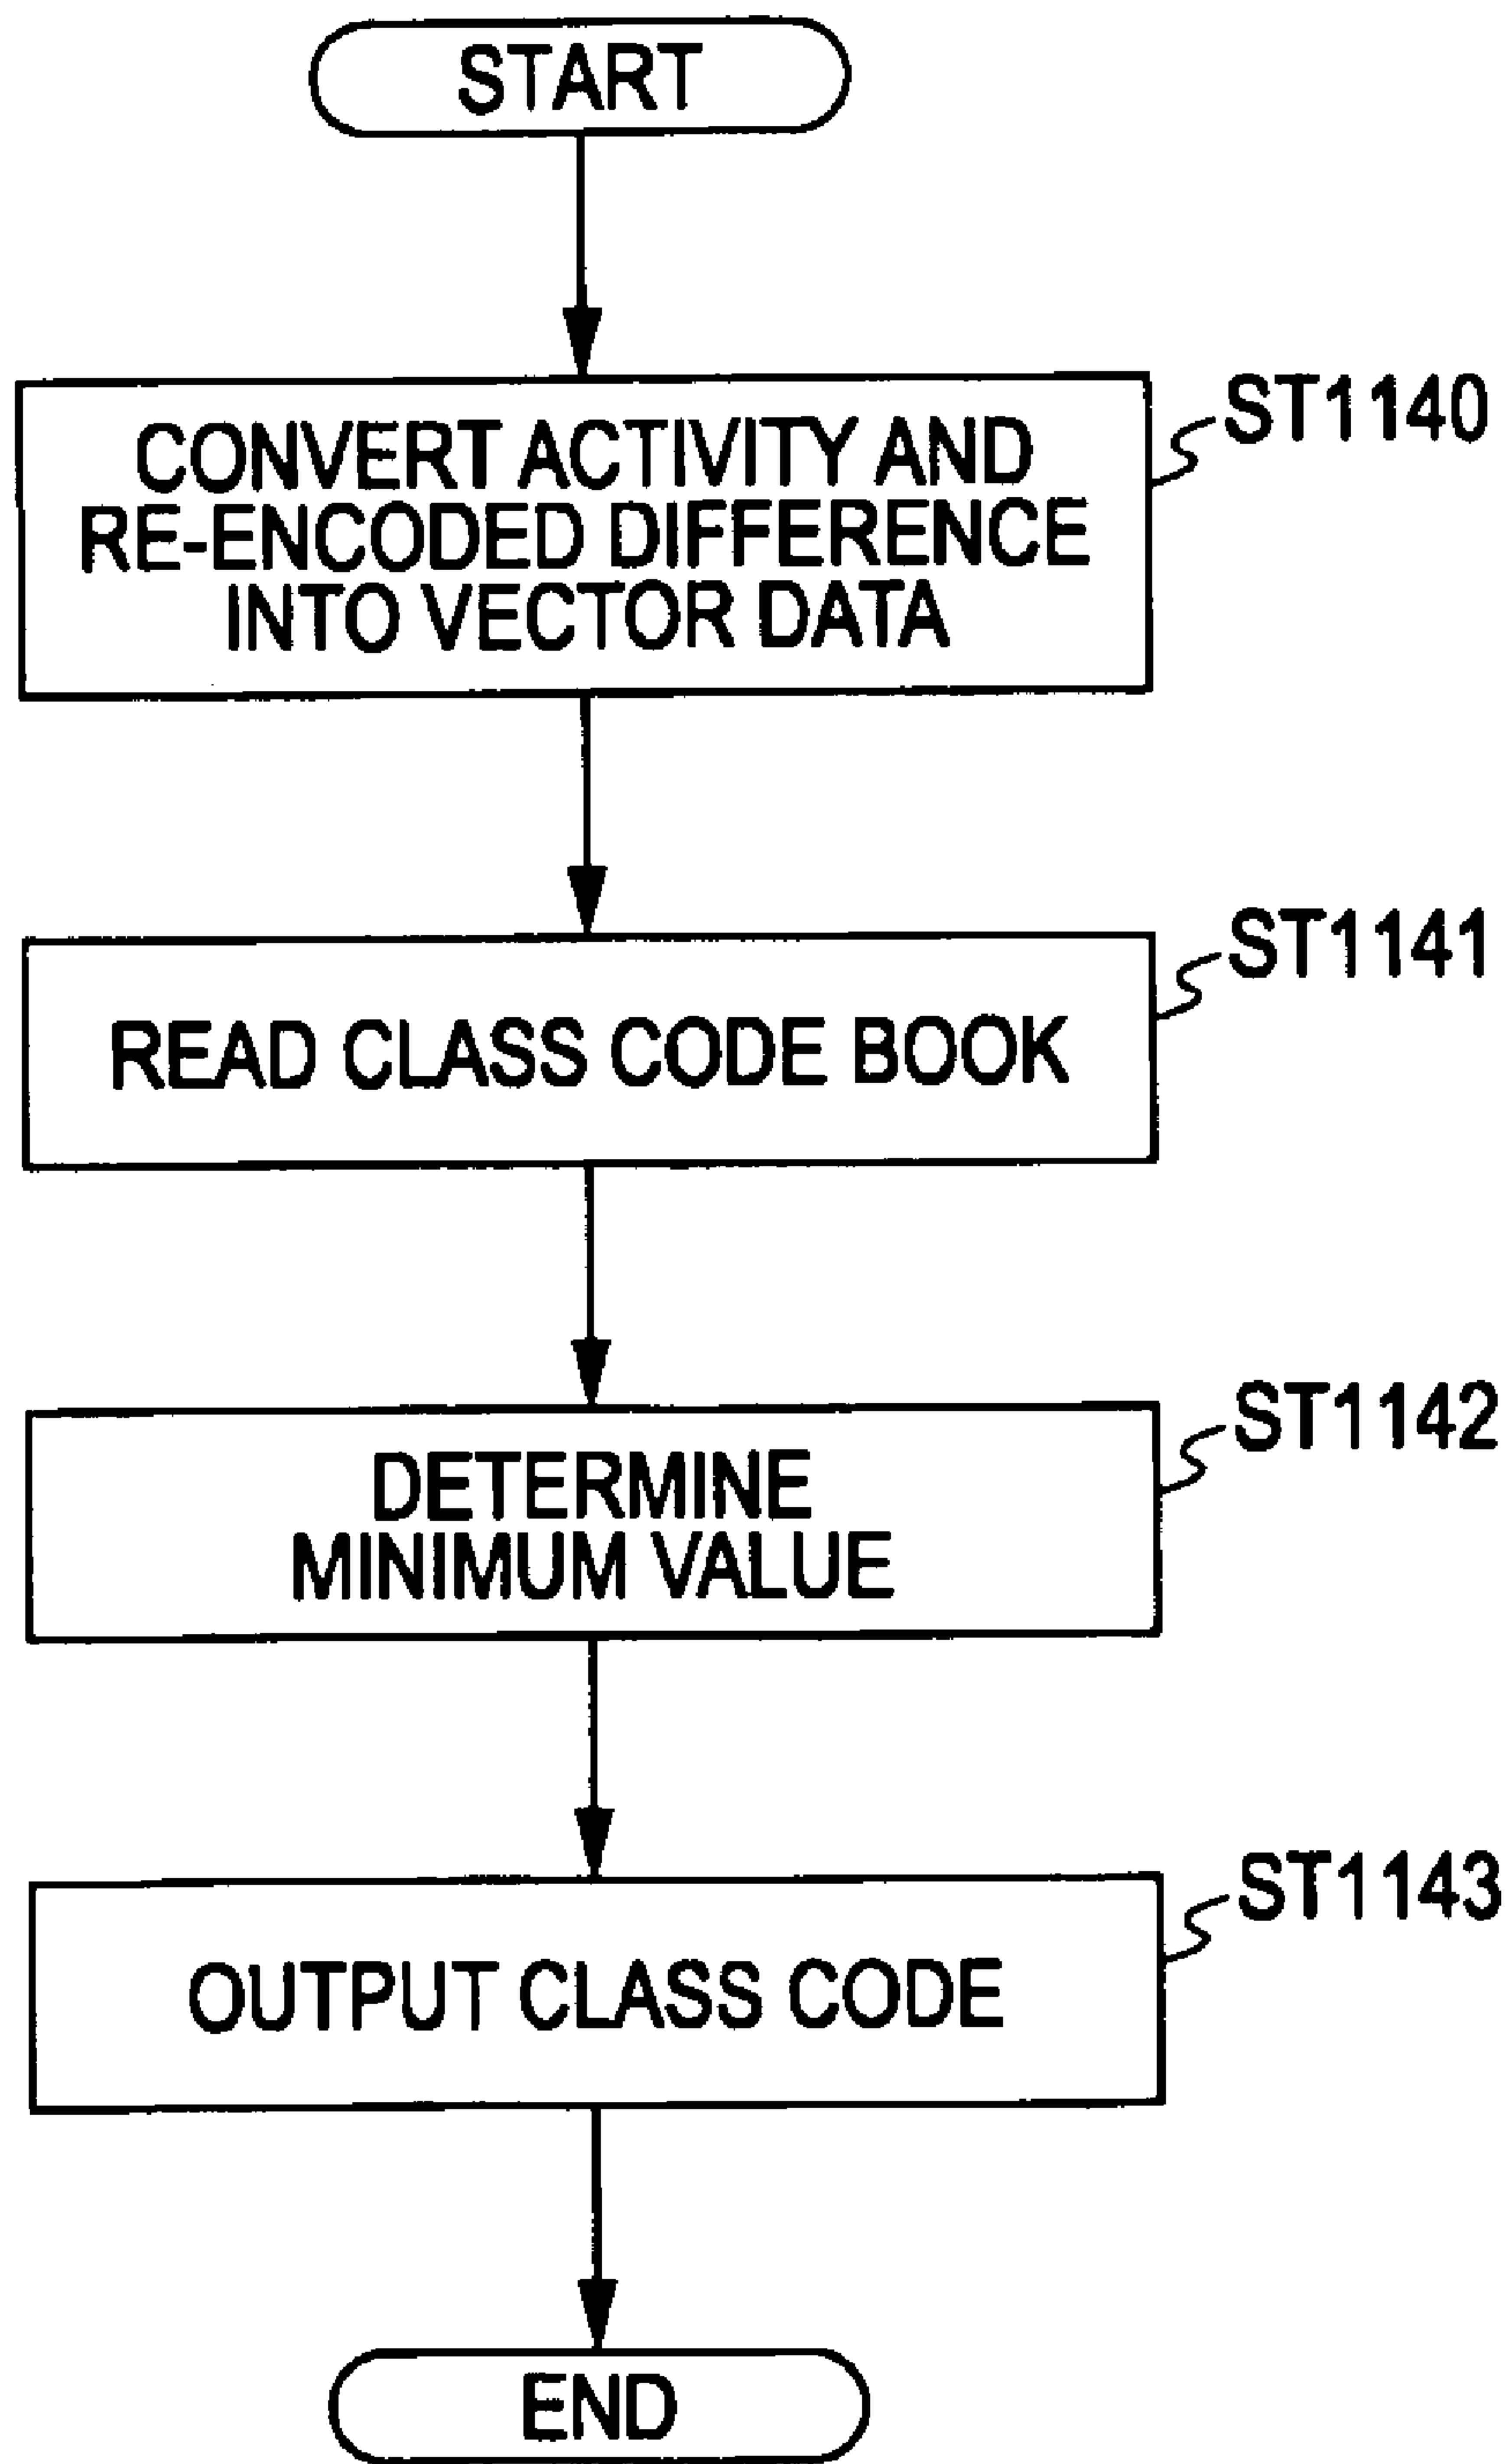 START
CONVERT ACTIVITY AND
RE-ENCODED DIFFERENCE
INTO VECTOR DATA
ST1140
READ CLASS CODE BOOK
ST1141
DETERMINE
MINIMUM VALUE
ST1142
OUTPUT CLASS CODE
ST1143
END